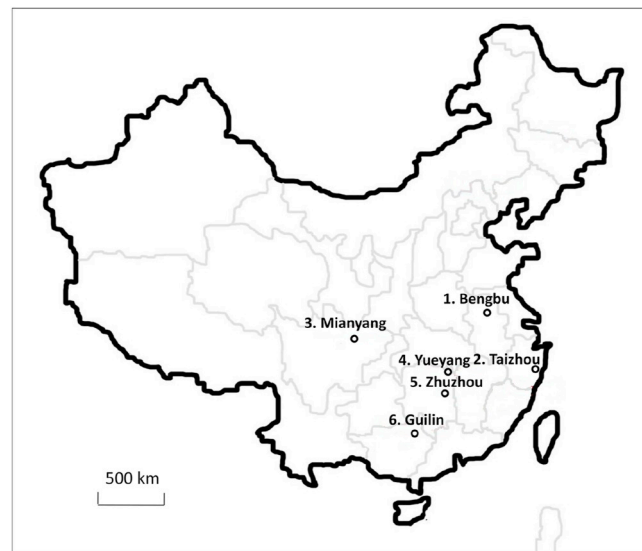 1. Bengbu
3. Mianyang
4. Yueyang
2. Taizhou
5. Zhuzhou
6. Guilin
500 km